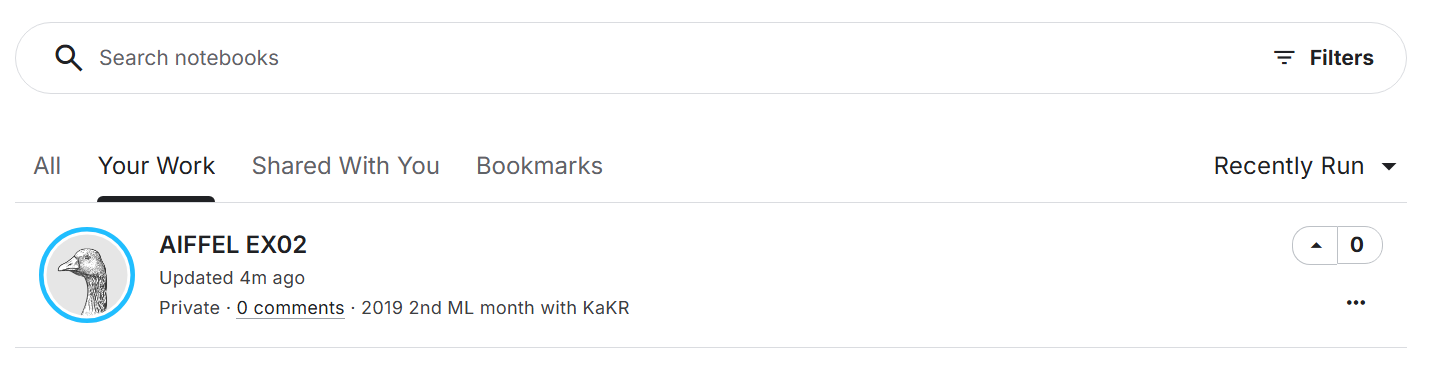 Search notebooks Filters
All Your Work Shared With You Bookmarks Recently Run
AIFFEL EX02 0
Updated 4m ago
Private · 0 comments · 2019 2nd ML month with KaKR